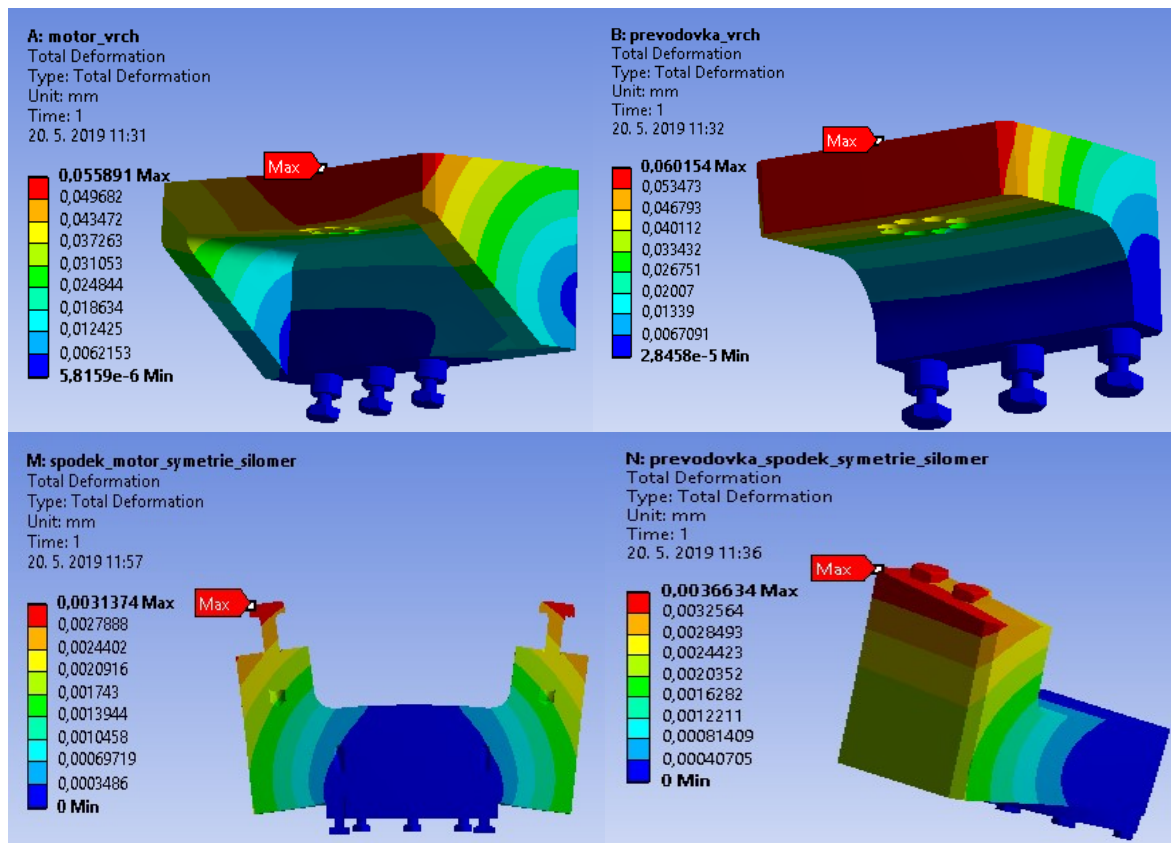 A: motor_vrch
Total Deformation
Type: Total Deformation
Unit: mm
Time: 1
20. 5. 2019 11:31
Max
0,055891 Max
0,049682
0,043472
0,037263
0,031053
0,024844
0,018634
0,012425
0,0062153
5,8159e-6 Min
B: prevodovka_vrch
Total Deformation
Type: Total Deformation
Unit: mm
Time: 1
20. 5. 2019 11:32
Max
0,060154 Max
0,053473
0,046793
0,040112
0,033432
0,026751
0,02007
0,01339
0,0067091
2,8458e-5 Min
M: spodek_motor_symetrie_silomer
Total Deformation
Type: Total Deformation
Unit: mm
Time: 1
20. 5. 2019 11:57
Max
0,0031374 Max
0,0027888
0,0024402
0,0020916
0,001743
0,0013944
0,0010458
0,00069719
0,0003486
0 Min
N: prevodovka_spodek_symetrie_silomer
Total Deformation
Type: Total Deformation
Unit: mm
Time: 1
20. 5. 2019 11:36
Max
0,0036634 Max
0,0032564
0,0028493
0,0024423
0,0020352
0,0016282
0,0012211
0,00081409
0,00040705
0 Min